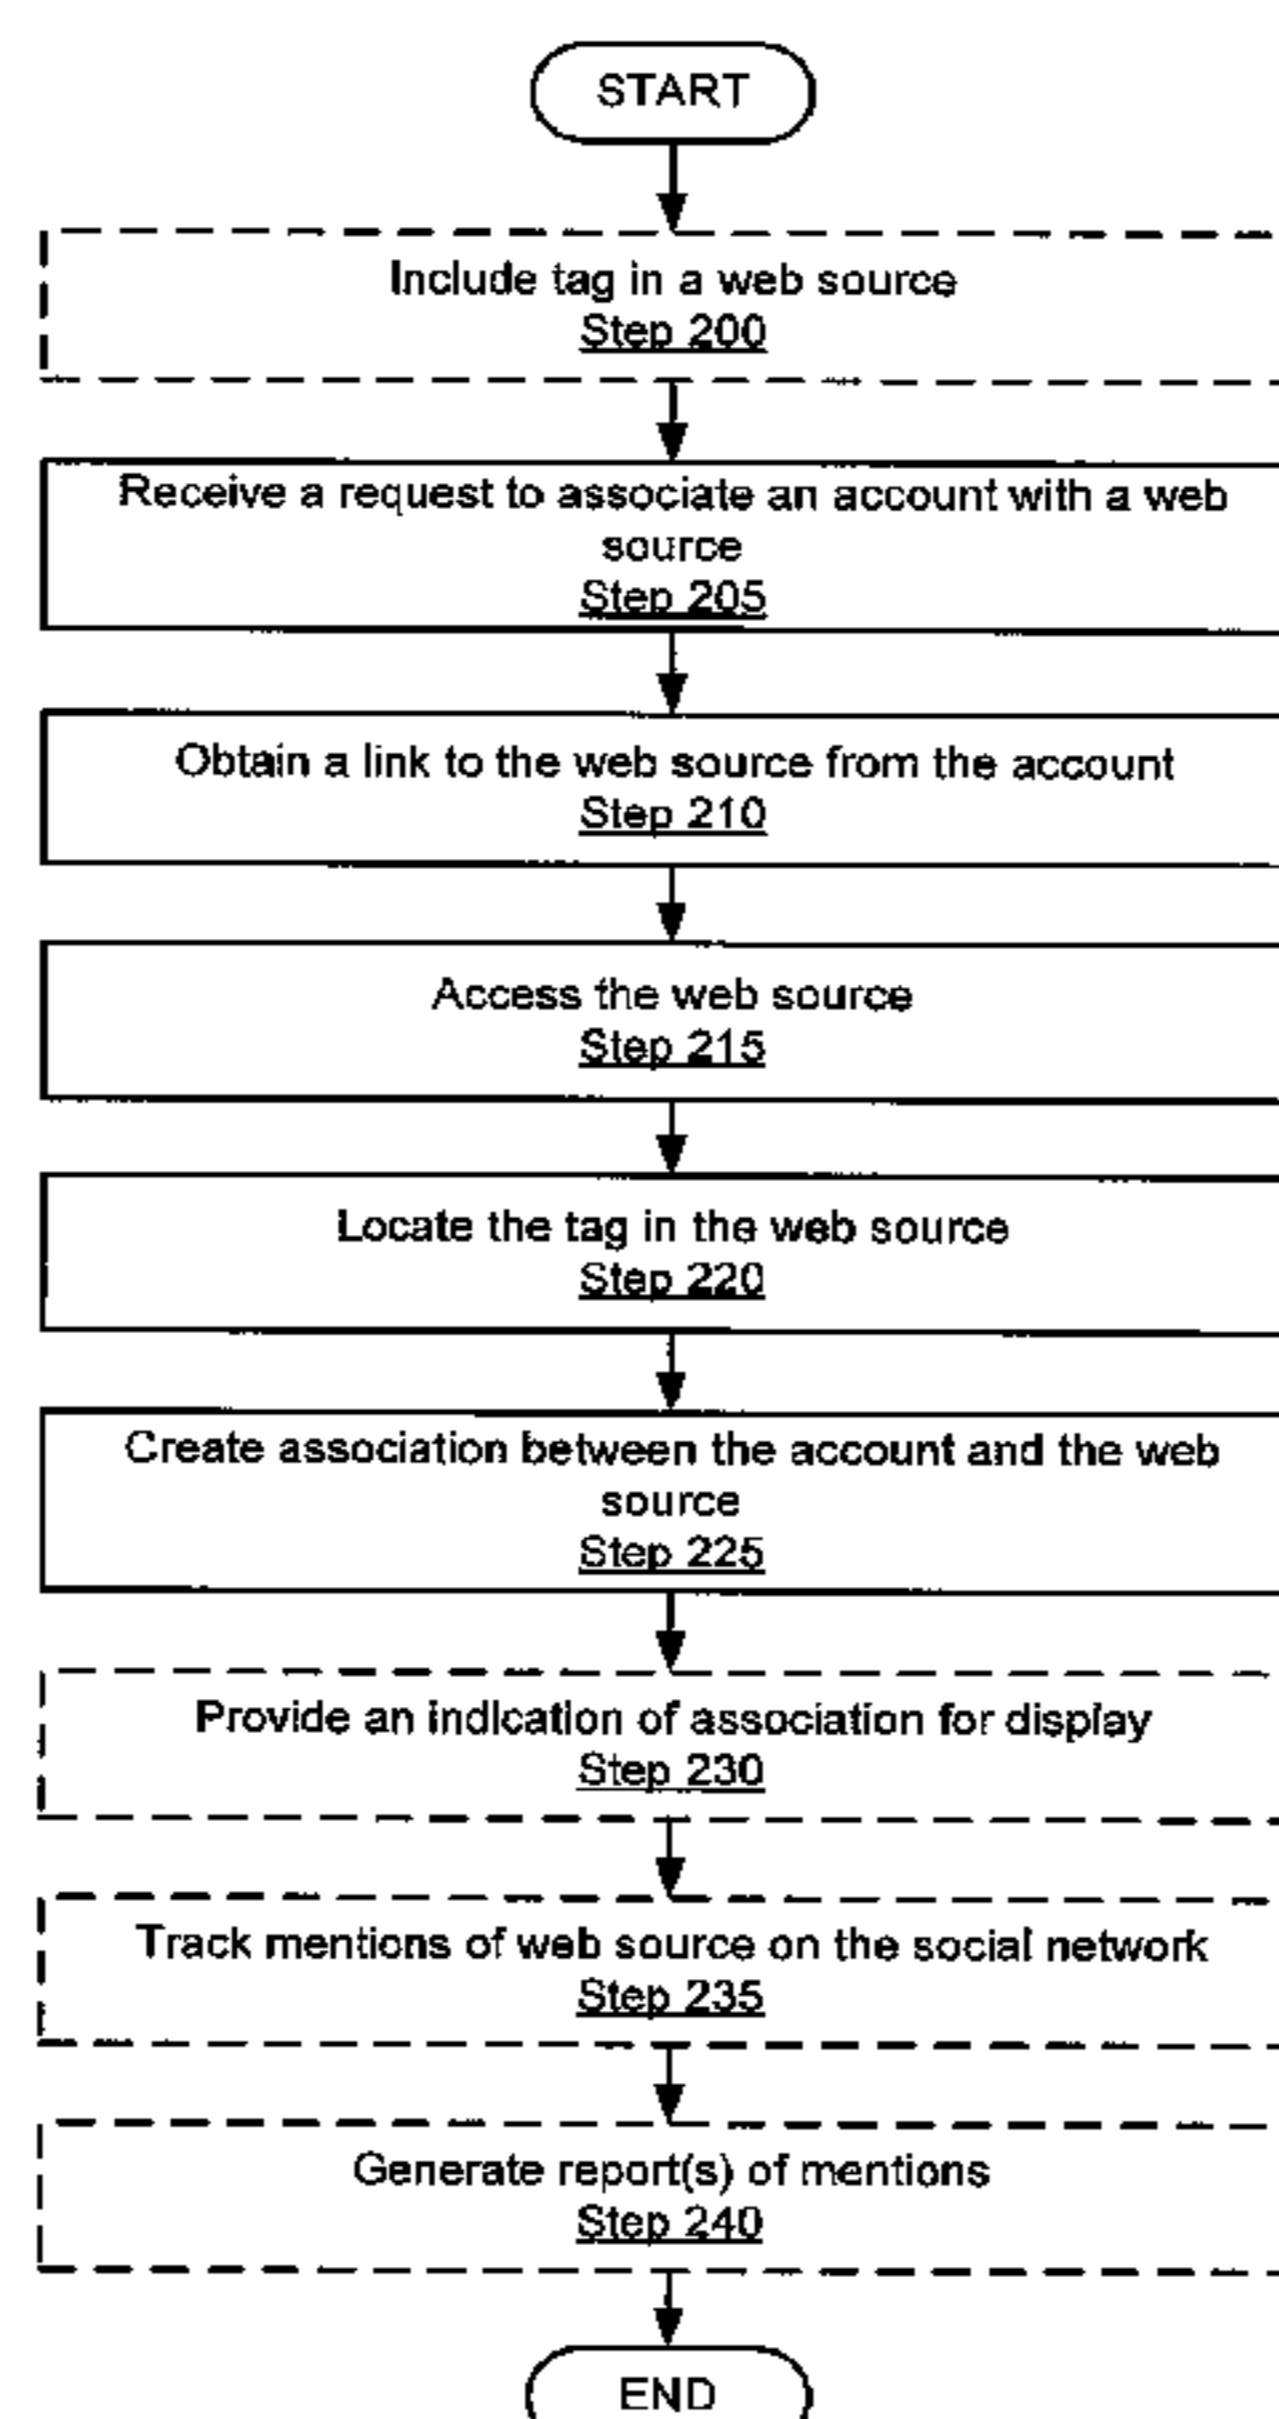 START
Include tag in a web source
Step 200
Receive a request to associate an account with a web
source
Step 205
Obtain a link to the web source from the account
Step 210
Access the web source
Step 215
Locate the tag in the web source
Step 220
Create association between the account and the web
source
Step 225
Provide an indication of association for display
Step 230
Track mentions of web source on the social network
Step 235
Generate report(s) of mentions
Step 240
END